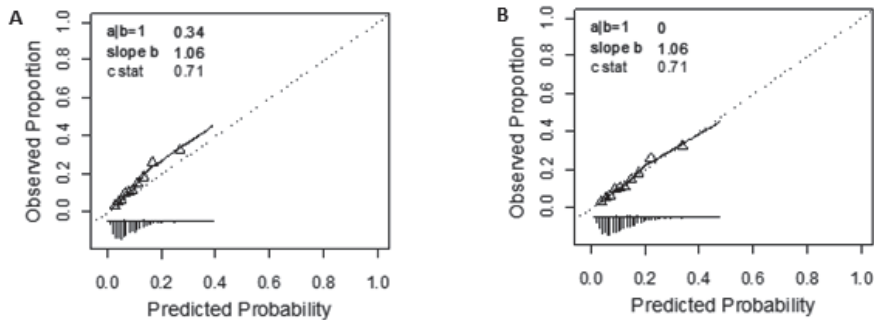 A
a|b=1 0.34
slope b 1.06
c stat 0.71
Observed Proportion
0.0 0.2 0.4 0.6 0.8 1.0
0.0 0.2 0.4 0.6 0.8 1.0
Predicted Probability
B
a|b=1 0
slope b 1.06
c stat 0.71
Observed Proportion
0.0 0.2 0.4 0.6 0.8 1.0
0.0 0.2 0.4 0.6 0.8 1.0
Predicted Probability